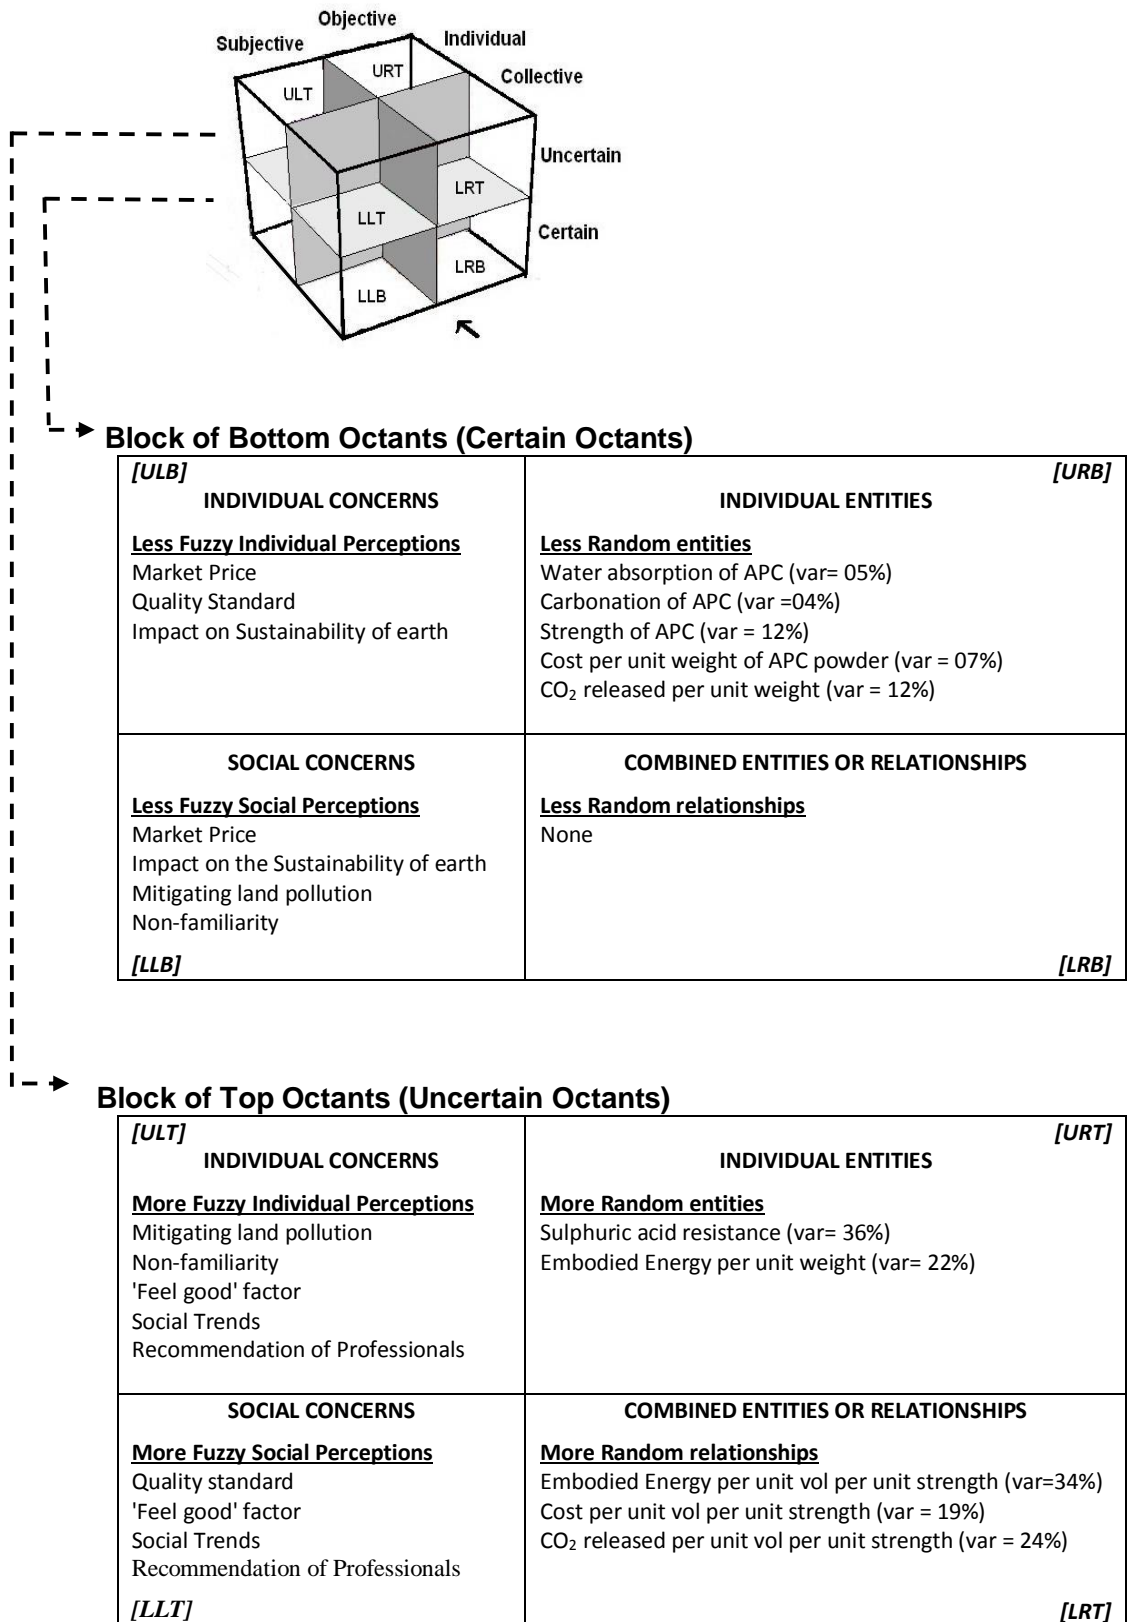 Objective
Subjective
Individual
Collective
URT
ULT
Uncertain
LRT
LLT
Certain
LRB
LLB
Block of Bottom Octants (Certain Octants)
[ULB]
INDIVIDUAL CONCERNS
Less Fuzzy Individual Perceptions
Market Price
Quality Standard
Impact on Sustainability of earth
[URB]
INDIVIDUAL ENTITIES
Less Random entities
Water absorption of APC (var= 05%)
Carbonation of APC (var =04%)
Strength of APC (var = 12%)
Cost per unit weight of APC powder (var = 07%)
CO₂ released per unit weight (var = 12%)
SOCIAL CONCERNS
Less Fuzzy Social Perceptions
Market Price
Impact on the Sustainability of earth
Mitigating land pollution
Non-familiarity
[LLB]
COMBINED ENTITIES OR RELATIONSHIPS
Less Random relationships
None
[LRB]
Block of Top Octants (Uncertain Octants)
[ULT]
INDIVIDUAL CONCERNS
More Fuzzy Individual Perceptions
Mitigating land pollution
Non-familiarity
'Feel good' factor
Social Trends
Recommendation of Professionals
[URT]
INDIVIDUAL ENTITIES
More Random entities
Sulphuric acid resistance (var= 36%)
Embodied Energy per unit weight (var= 22%)
SOCIAL CONCERNS
More Fuzzy Social Perceptions
Quality standard
'Feel good' factor
Social Trends
Recommendation of Professionals
[LLT]
COMBINED ENTITIES OR RELATIONSHIPS
More Random relationships
Embodied Energy per unit vol per unit strength (var=34%)
Cost per unit vol per unit strength (var = 19%)
CO₂ released per unit vol per unit strength (var = 24%)
[LRT]